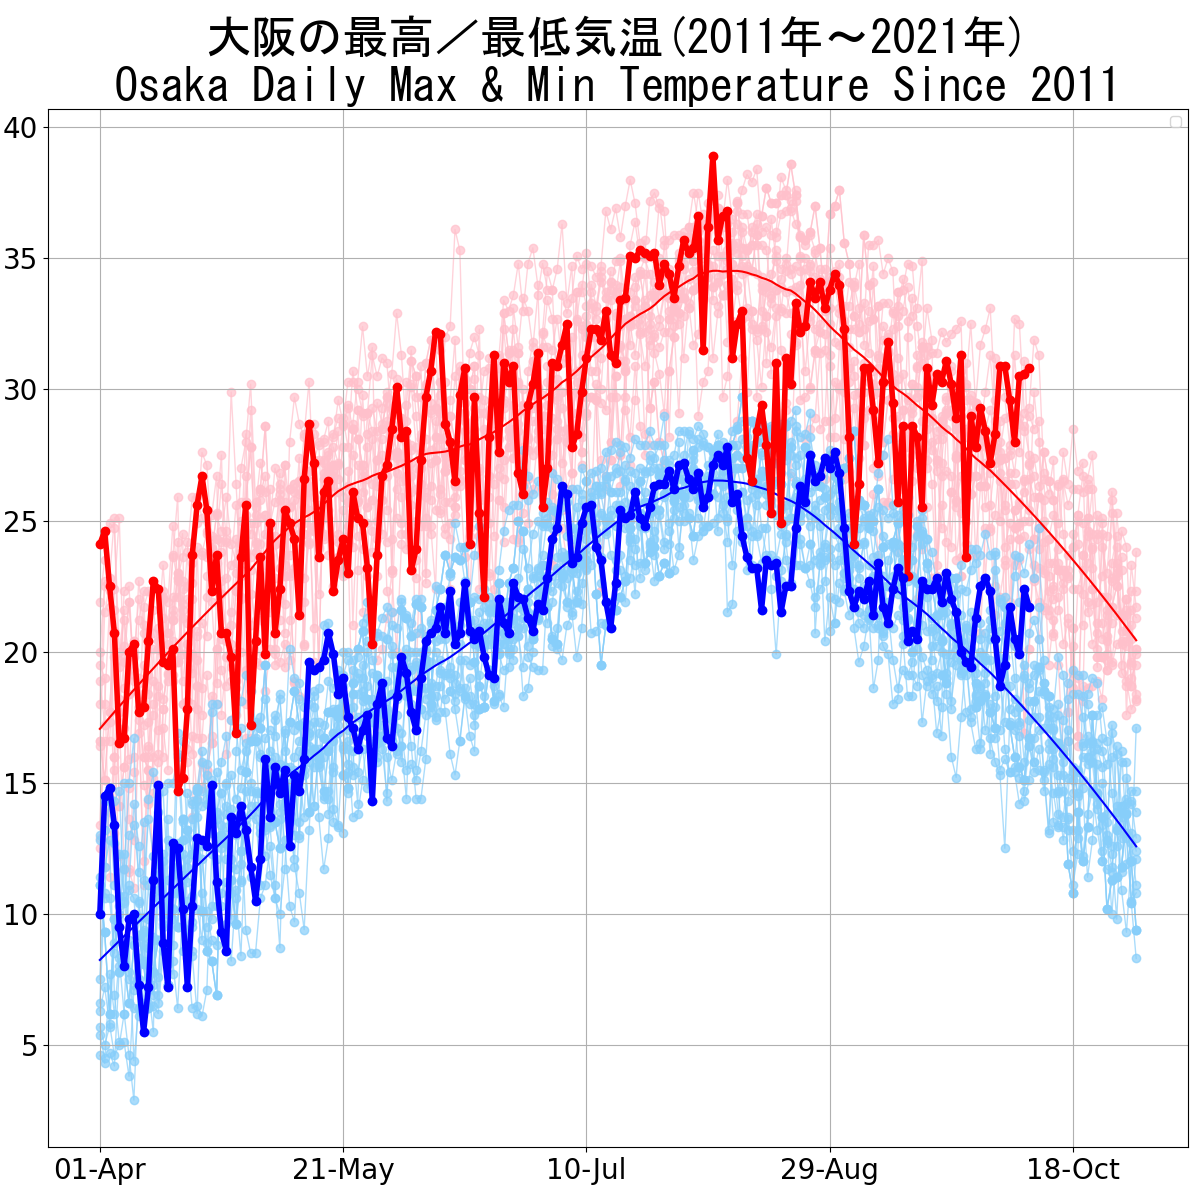 大阪の最高／最低気温(2011年～2021年)
Osaka Daily Max & Min Temperature Since 2011
40
35
30
25
20
15
10
5
01-Apr 21-May 10-Jul 29-Aug 18-Oct